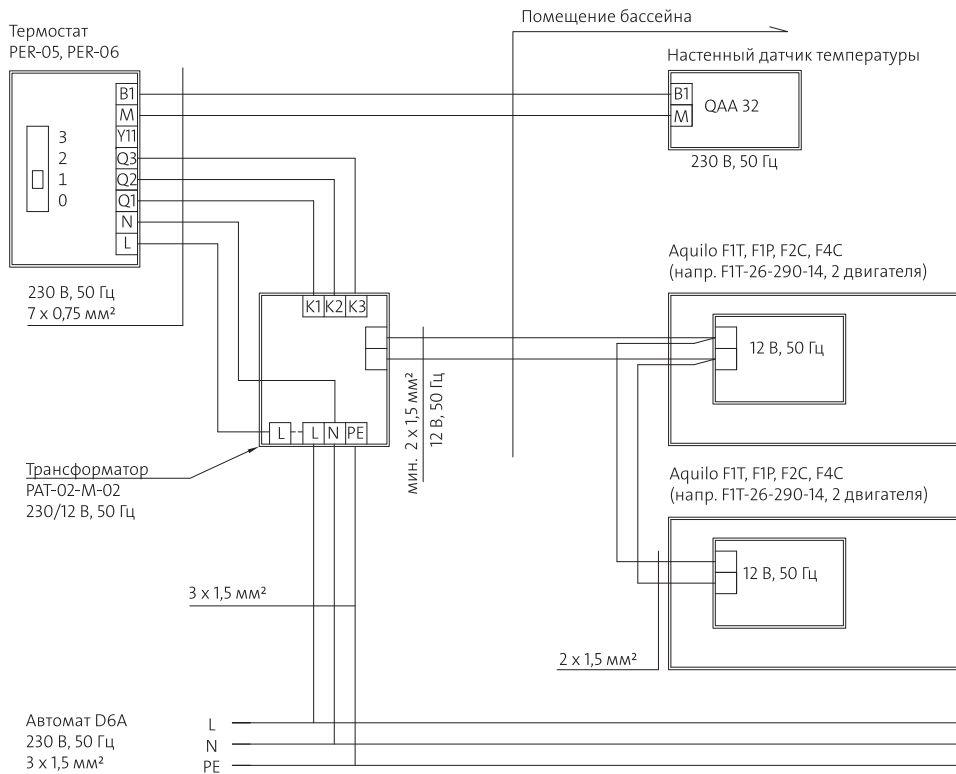 Помещение бассейна
Термостат
PER-05, PER-06
Настенный датчик температуры
B1
M
Y11
Q3
Q2
Q1
N
L
3
2
1
0
B1
M
QAA 32
230 В, 50 Гц
230 В, 50 Гц
7 x 0,75 мм²
Aquilo F1T, F1P, F2C, F4C
(напр. F1T-26-290-14, 2 двигателя)
K1 K2 K3
12 В, 50 Гц
мин. 2 x 1,5 мм²
12 В, 50 Гц
L L N PE
Трансформатор
PAT-02-M-02
230/12 В, 50 Гц
Aquilo F1T, F1P, F2C, F4C
(напр. F1T-26-290-14, 2 двигателя)
12 В, 50 Гц
3 x 1,5 мм²
2 x 1,5 мм²
Автомат D6A
230 В, 50 Гц
3 x 1,5 мм²
L
N
PE